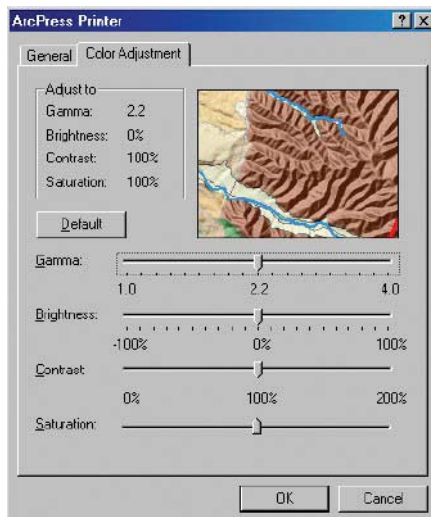 ArcPress Printer
General
Color Adjustment
Adjust to
Gamma: 2.2
Brightness: 0%
Contrast: 100%
Saturation: 100%
Default
Gamma:
1.0 2.2 4.0
Brightness:
-100% 0% 100%
Contrast:
0% 100% 200%
Saturation:
OK
Cancel